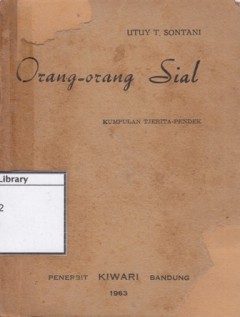 UTUY T. SONTANI
Orang-orang Sial
KUMPULAN TJERITA-PENDEK
Library
2
PENERBIT KIWARI BANDUNG
1963